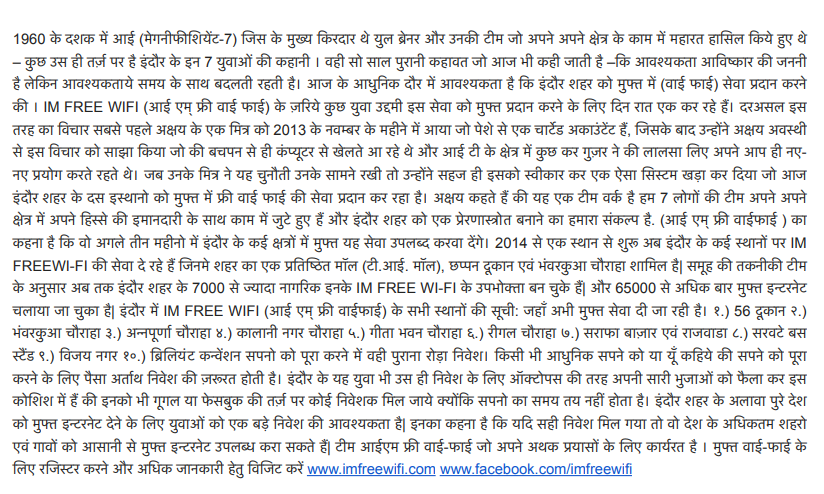 1960 के दशक में आई (मेगनीफीशियेंट-7) जिस के मुख्य किरदार थे युल ब्रेनर और उनकी टीम जो अपने अपने क्षेत्र के काम में महारत हासिल किये हुए थे
– कुछ उस ही तर्ज़ पर है इंदौर के इन 7 युवाओं की कहानी । वही सो साल पुरानी कहावत जो आज भी कही जाती है –कि आवश्यकता आविष्कार की जननी
है लेकिन आवश्यकताये समय के साथ बदलती रहती है। आज के आधुनिक दौर में आवश्यकता है कि इंदौर शहर को मुफ्त में (वाई फाई) सेवा प्रदान करने
की । IM FREE WIFI (आई एम् फ्री वाई फाई) के ज़रिये कुछ युवा उद्दमी इस सेवा को मुफ्त प्रदान करने के लिए दिन रात एक कर रहे हैं। दरअसल इस
तरह का विचार सबसे पहले अक्षय के एक मित्र को 2013 के नवम्बर के महीने में आया जो पेशे से एक चार्टेड अकाउंटेंट हैं, जिसके बाद उन्होंने अक्षय अवस्थी
से इस विचार को साझा किया जो की बचपन से ही कंप्यूटर से खेलते आ रहे थे और आई टी के क्षेत्र में कुछ कर गुज़र ने की लालसा लिए अपने आप ही नए-
नए प्रयोग करते रहते थे। जब उनके मित्र ने यह चुनौती उनके सामने रखी तो उन्होंने सहज ही इसको स्वीकार कर एक ऐसा सिस्टम खड़ा कर दिया जो आज
इंदौर शहर के दस इस्थानो को मुफ्त में फ्री वाई फाई की सेवा प्रदान कर रहा है। अक्षय कहते हैं की यह एक टीम वर्क है हम 7 लोगों की टीम अपने अपने
क्षेत्र में अपने हिस्से की इमानदारी के साथ काम में जुटे हुए हैं और इंदौर शहर को एक प्रेरणास्त्रोत बनाने का हमारा संकल्प है. (आई एम् फ्री वाईफाई ) का
कहना है कि वो अगले तीन महीनो में इंदौर के कई क्षत्रों में मुफ्त यह सेवा उपलब्द करवा देंगे। 2014 से एक स्थान से शुरू अब इंदौर के कई स्थानों पर IM
FREEWI-FI की सेवा दे रहे हैं जिनमे शहर का एक प्रतिष्ठित मॉल (टी.आई. मॉल), छप्पन दूकान एवं भंवरकुआ चौराहा शामिल है| समूह की तकनीकी टीम
के अनुसार अब तक इंदौर शहर के 7000 से ज्यादा नागरिक इनके IM FREE WI-FI के उपभोक्ता बन चुके हैं| और 65000 से अधिक बार मुफ्त इन्टरनेट
चलाया जा चुका है| इंदौर में IM FREE WIFI (आई एम् फ्री वाईफाई) के सभी स्थानों की सूची: जहाँ अभी मुफ्त सेवा दी जा रही है। १.) 56 दूकान २.)
भंवरकुआ चौराहा ३.) अन्नपूर्णा चौराहा ४.) कालानी नगर चौराहा ५.) गीता भवन चौराहा ६.) रीगल चौराहा ७.) सराफा बाज़ार एवं राजवाडा ८.) सरवटे बस
स्टैंड ९.) विजय नगर १०.) ब्रिलियंट कन्वेंशन सपनो को पूरा करने में वही पुराना रोड़ा निवेश। किसी भी आधुनिक सपने को या यूँ कहिये की सपने को पूरा
करने के लिए पैसा अर्ताथ निवेश की ज़रूरत होती है। इंदौर के यह युवा भी उस ही निवेश के लिए ऑक्टोपस की तरह अपनी सारी भुजाओं को फैला कर इस
कोशिश में हैं की इनको भी गूगल या फेसबुक की तर्ज़ पर कोई निवेशक मिल जाये क्योंकि सपनो का समय तय नहीं होता है। इंदौर शहर के अलावा पुरे देश
को मुफ्त इन्टरनेट देने के लिए युवाओं को एक बड़े निवेश की आवश्यकता है| इनका कहना है कि यदि सही निवेश मिल गया तो वो देश के अधिकतम शहरो
एवं गावों को आसानी से मुफ्त इन्टरनेट उपलब्ध करा सकते हैं| टीम आईएम फ्री वाई-फाई जो अपने अथक प्रयासों के लिए कार्यरत है । मुफ्त वाई-फाई के
लिए रजिस्टर करने और अधिक जानकारी हेतु विजिट करें www.imfreewifi.com www.facebook.com/imfreewifi